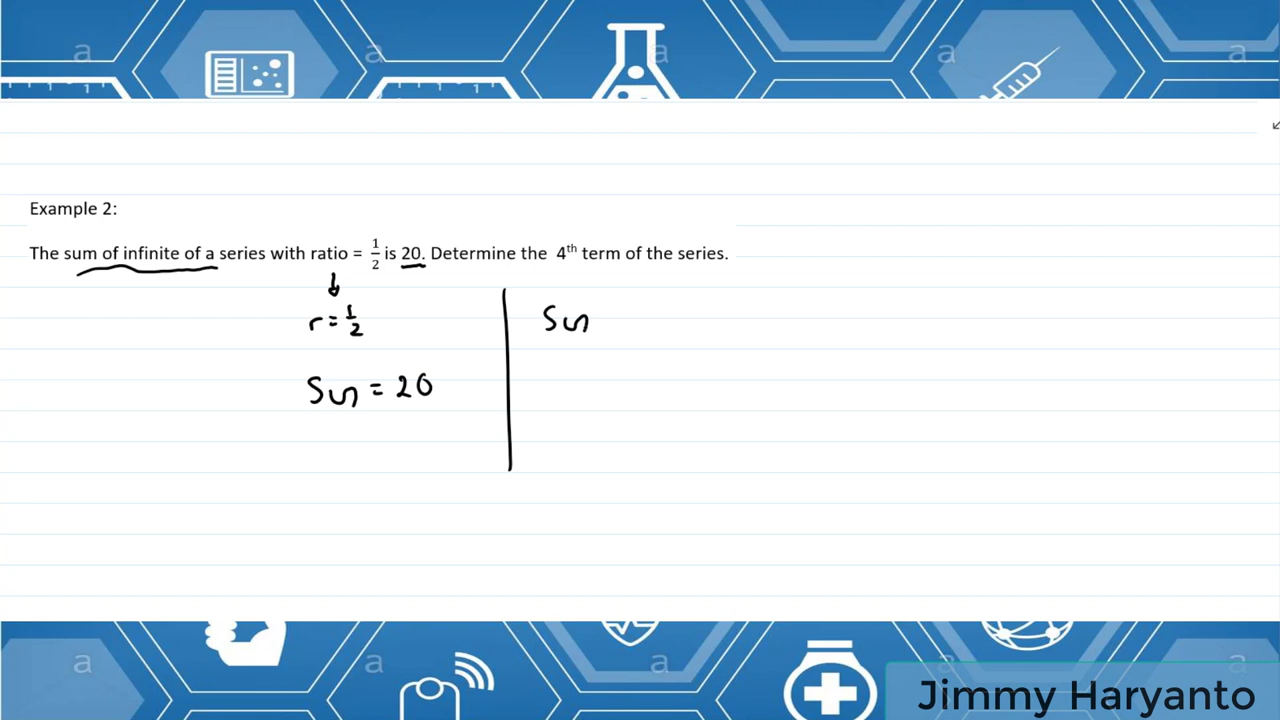 Example 2:
The sum of infinite of a series with ratio = 1/2 is 20. Determine the 4th term of the series.
r = 1/2
S∞ = 20
S∞
Jimmy Haryanto